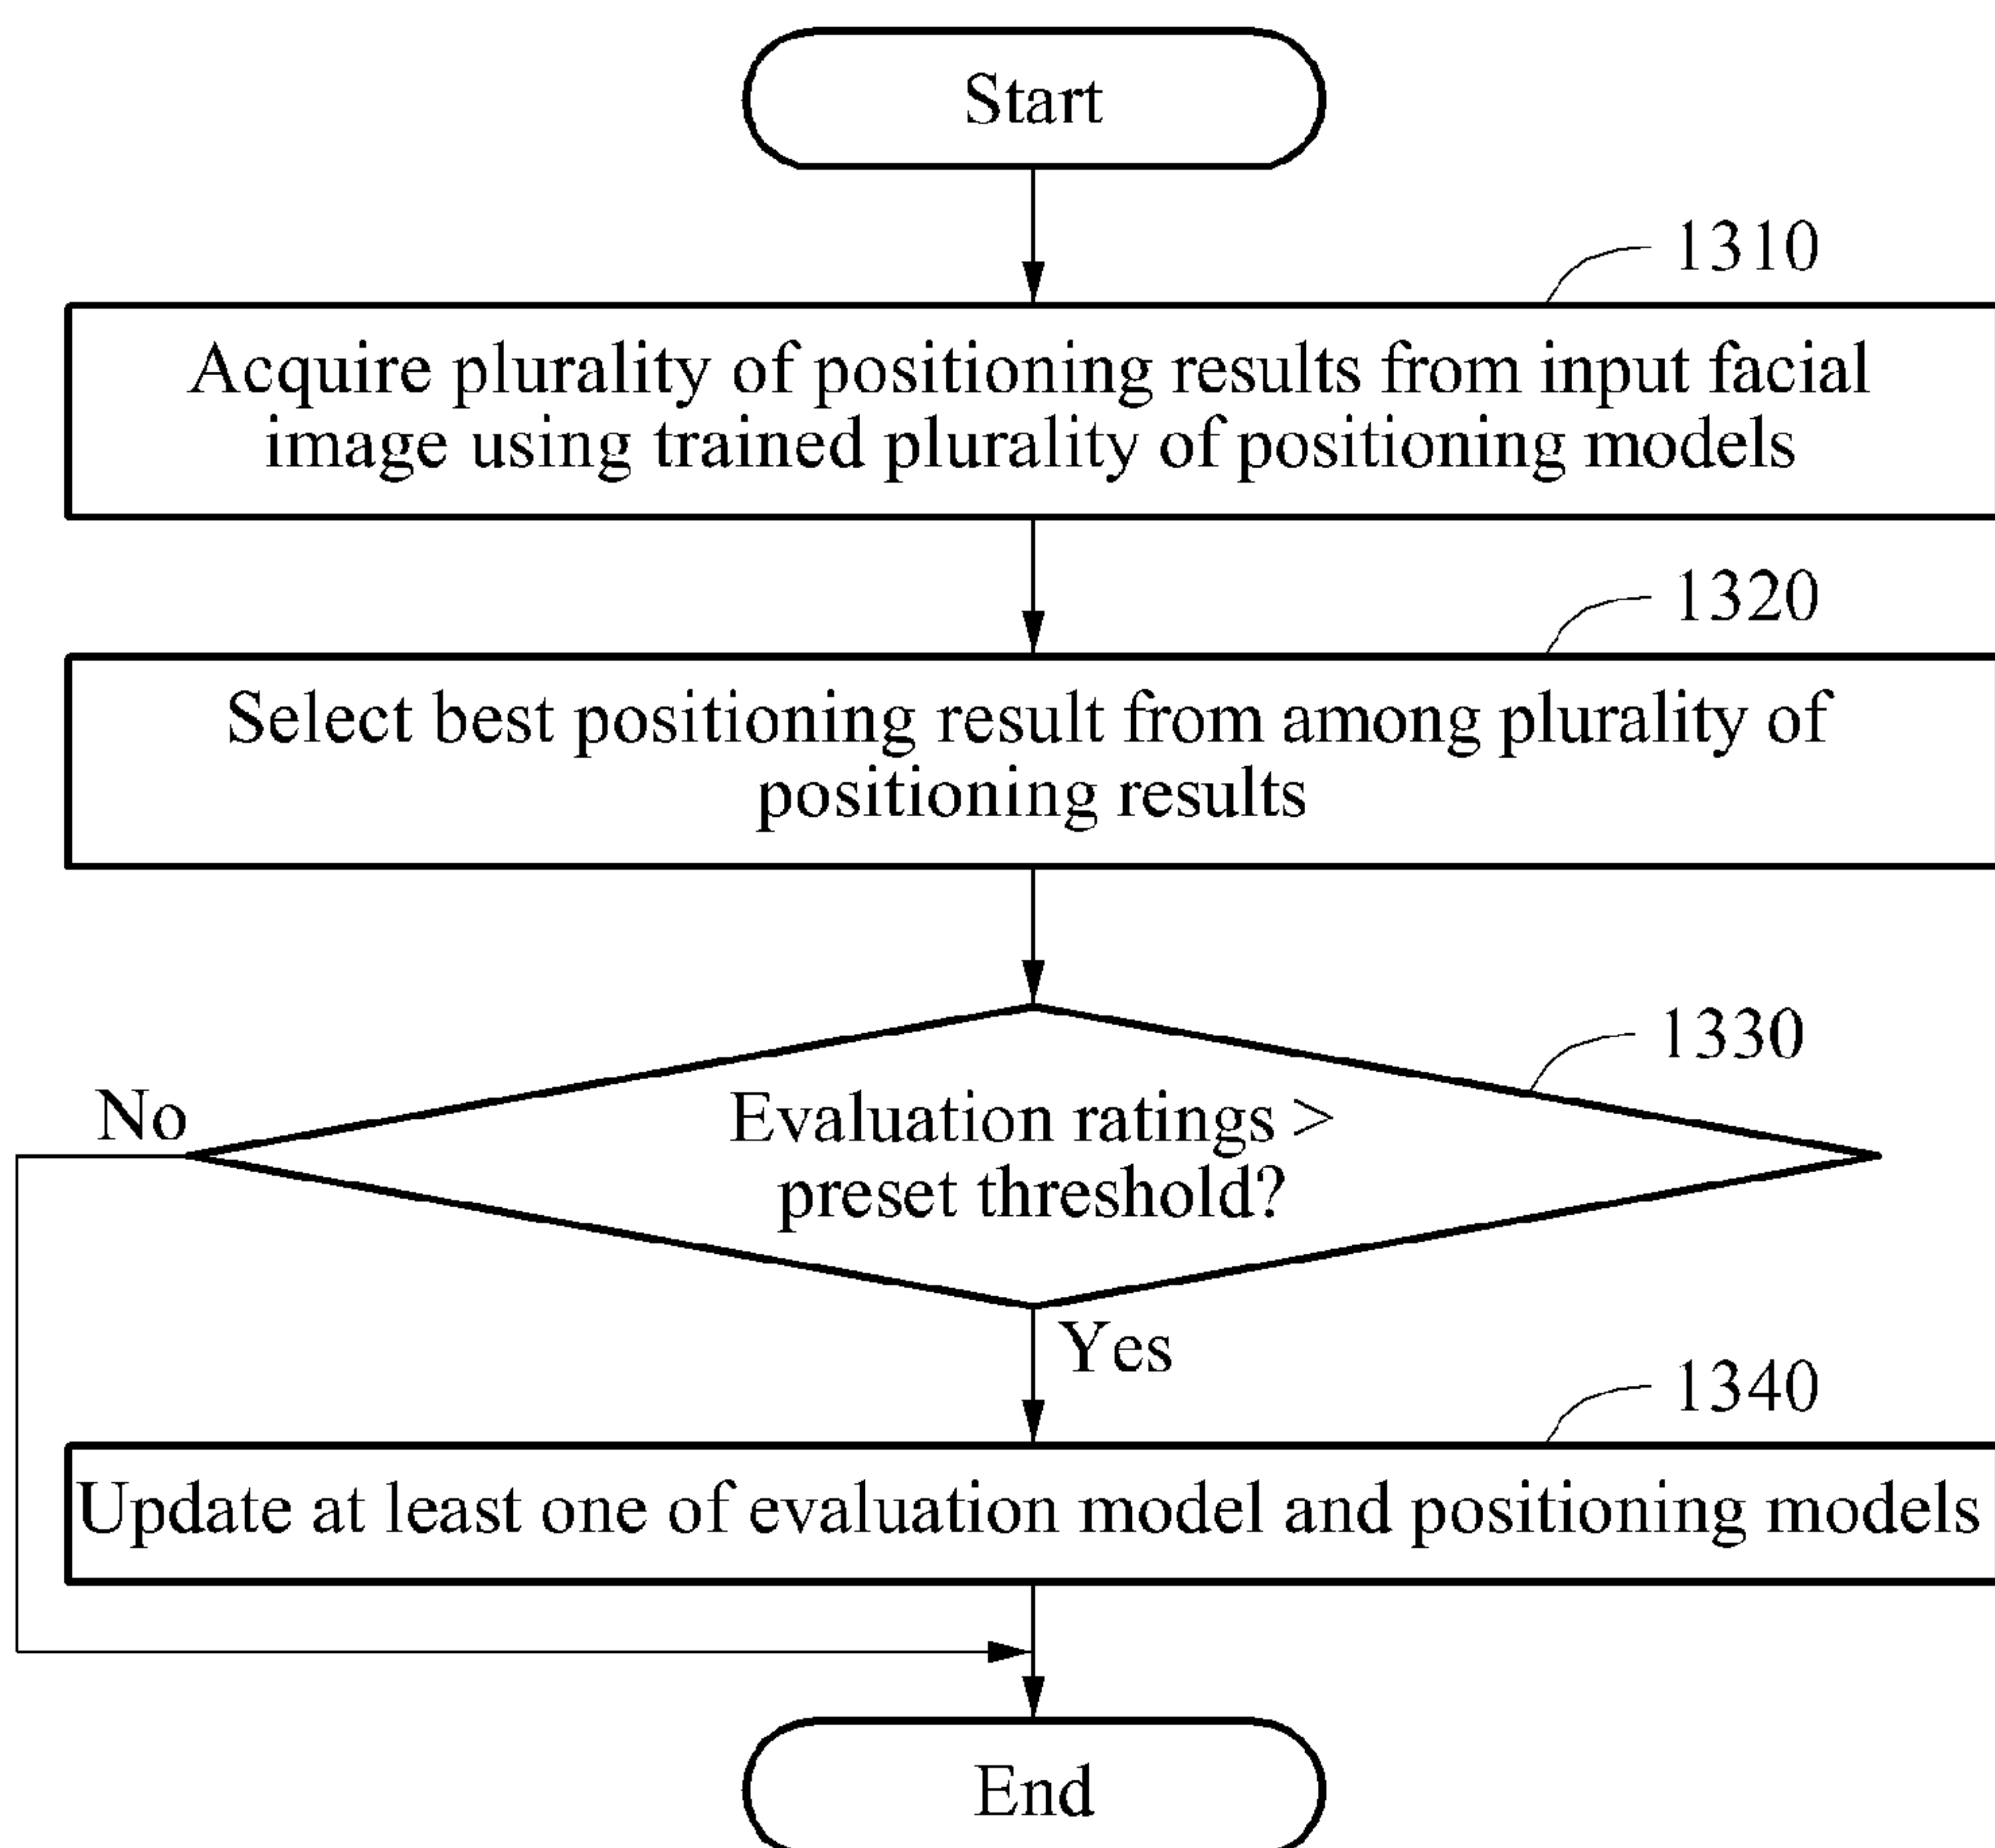 Start
1310
Acquire plurality of positioning results from input facial
image using trained plurality of positioning models
1320
Select best positioning result from among plurality of
positioning results
1330
No
Evaluation ratings >
preset threshold?
Yes
1340
Update at least one of evaluation model and positioning models
End